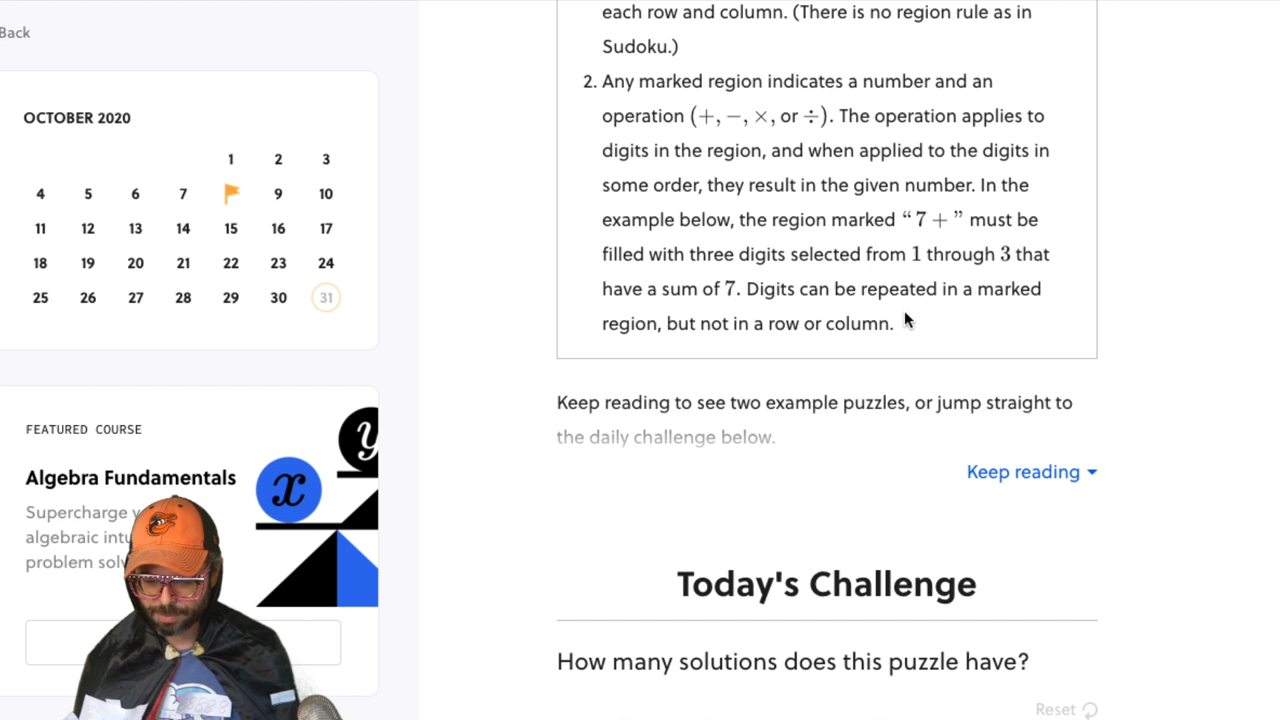 Back
OCTOBER 2020
1 2 3
4 5 6 7 9 10
11 12 13 14 15 16 17
18 19 20 21 22 23 24
25 26 27 28 29 30 31
FEATURED COURSE
Algebra Fundamentals
Supercharge
algebraic
problem
y
x
each row and column. (There is no region rule as in
Sudoku.)
2. Any marked region indicates a number and an
operation (+, −, ×, or ÷). The operation applies to
digits in the region, and when applied to the digits in
some order, they result in the given number. In the
example below, the region marked “ 7 + ” must be
filled with three digits selected from 1 through 3 that
have a sum of 7. Digits can be repeated in a marked
region, but not in a row or column.
Keep reading to see two example puzzles, or jump straight to
the daily challenge below.
Keep reading
Today's Challenge
How many solutions does this puzzle have?
Reset